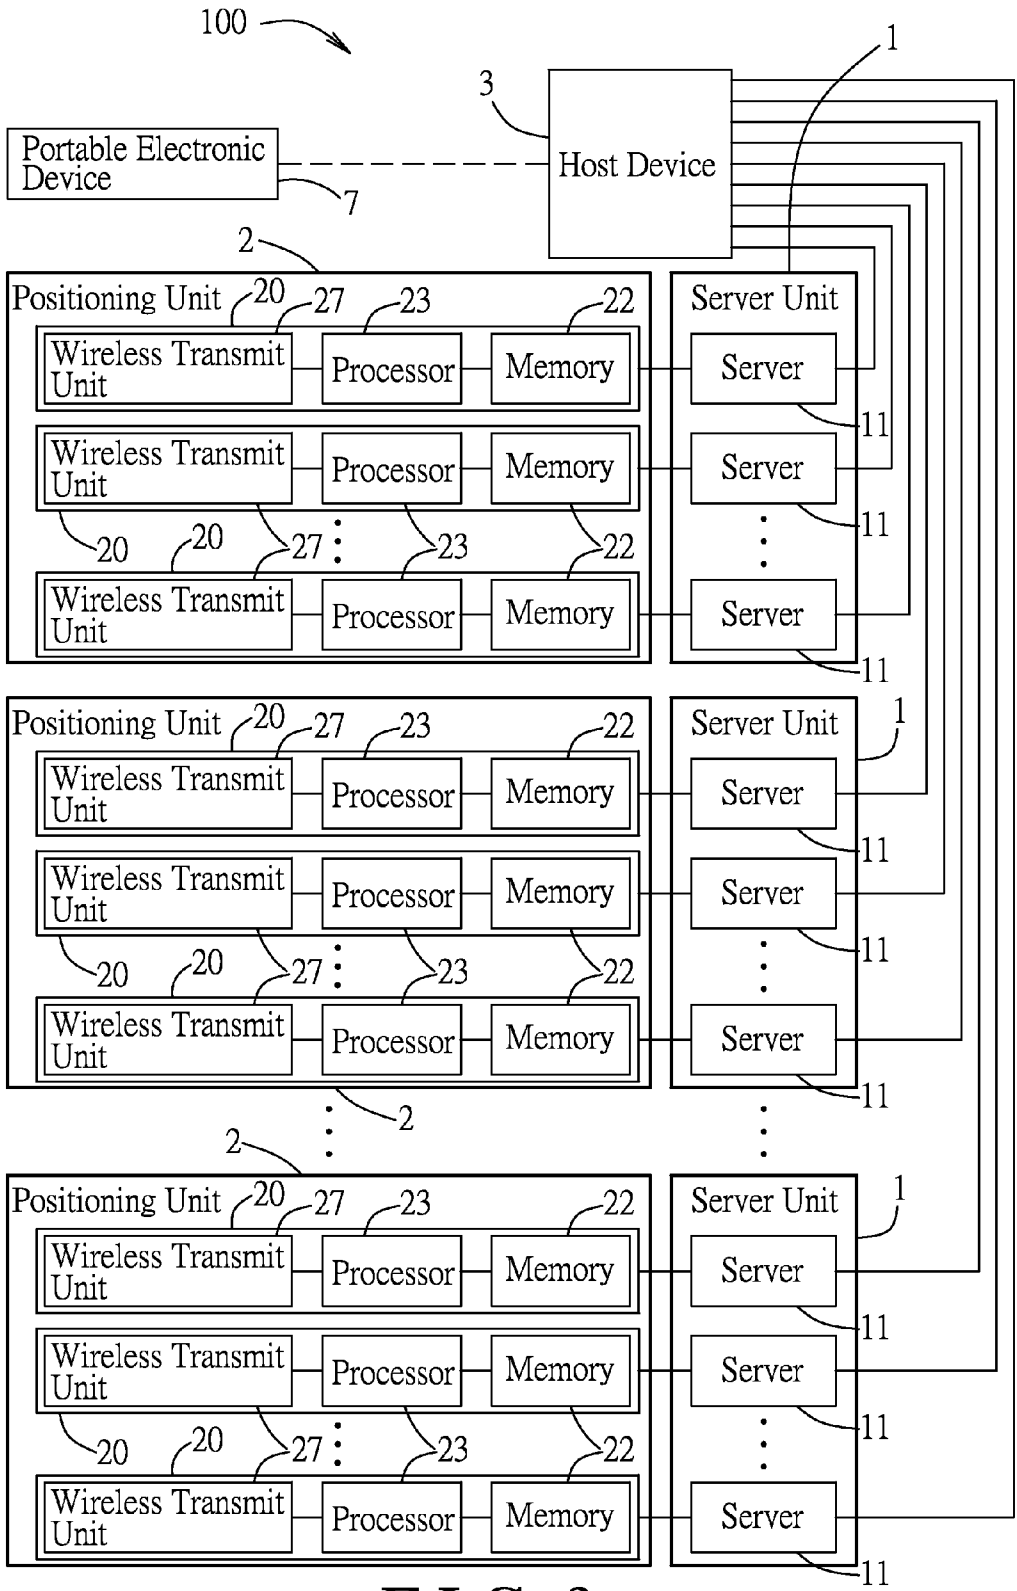 100
1
3
Portable Electronic
Device
Host Device
7
2
Positioning Unit
20
27
23
22
Server Unit
Wireless Transmit
Unit
Processor
Memory
Server
11
Wireless Transmit
Unit
Processor
Memory
Server
11
20
20
27
23
22
Wireless Transmit
Unit
Processor
Memory
Server
11
Positioning Unit
20
27
23
22
Server Unit
1
Wireless Transmit
Unit
Processor
Memory
Server
11
Wireless Transmit
Unit
Processor
Memory
Server
11
20
20
27
23
22
Wireless Transmit
Unit
Processor
Memory
Server
11
2
2
Positioning Unit
20
27
23
22
Server Unit
1
Wireless Transmit
Unit
Processor
Memory
Server
11
Wireless Transmit
Unit
Processor
Memory
Server
11
20
20
27
23
22
Wireless Transmit
Unit
Processor
Memory
Server
11